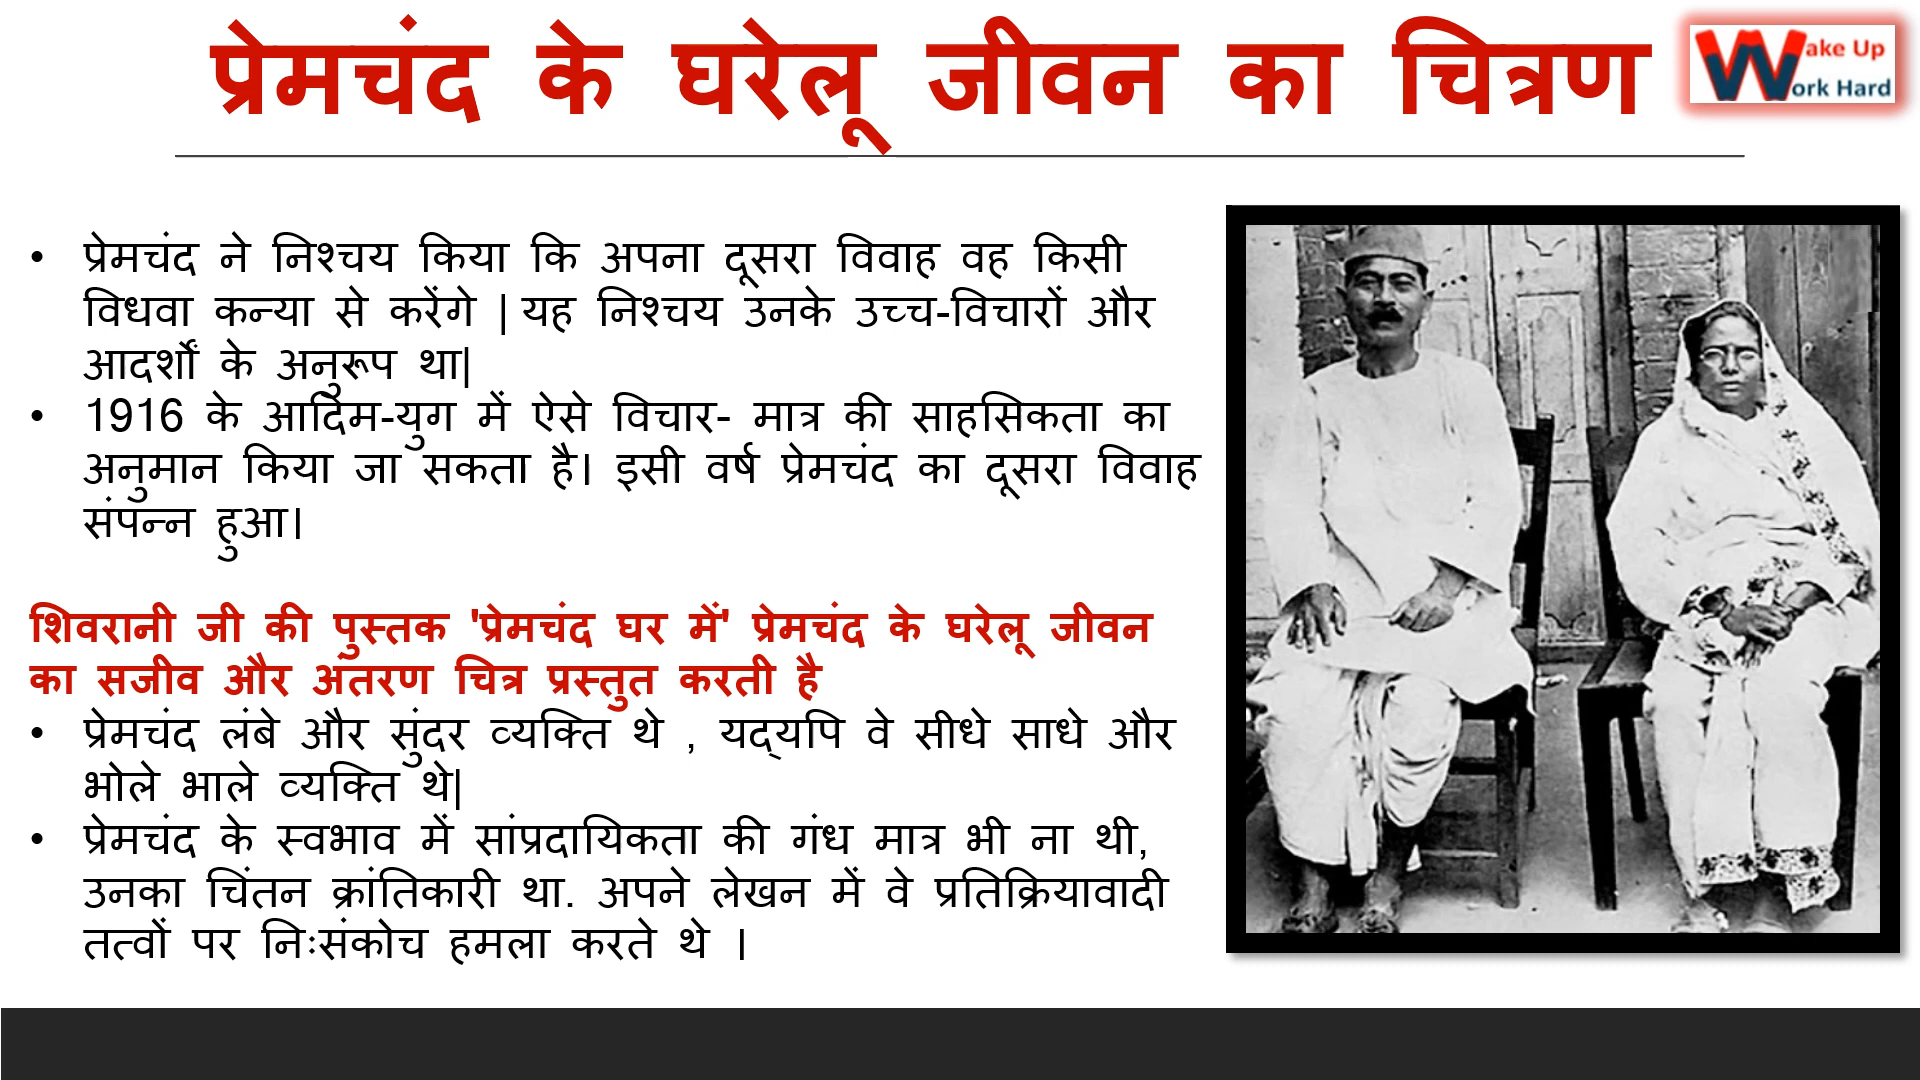 प्रेमचंद के घरेलू जीवन का चित्रण
Wake Up
Work Hard
• प्रेमचंद ने निश्चय किया कि अपना दूसरा विवाह वह किसी
विधवा कन्या से करेंगे | यह निश्चय उनके उच्च-विचारों और
आदर्शों के अनुरूप था|
• 1916 के आदिम-युग में ऐसे विचार- मात्र की साहसिकता का
अनुमान किया जा सकता है। इसी वर्ष प्रेमचंद का दूसरा विवाह
संपन्न हुआ।
शिवरानी जी की पुस्तक 'प्रेमचंद घर में' प्रेमचंद के घरेलू जीवन
का सजीव और अंतरण चित्र प्रस्तुत करती है
• प्रेमचंद लंबे और सुंदर व्यक्ति थे , यद्यपि वे सीधे साधे और
भोले भाले व्यक्ति थे|
• प्रेमचंद के स्वभाव में सांप्रदायिकता की गंध मात्र भी ना थी,
उनका चिंतन क्रांतिकारी था. अपने लेखन में वे प्रतिक्रियावादी
तत्वों पर निःसंकोच हमला करते थे ।